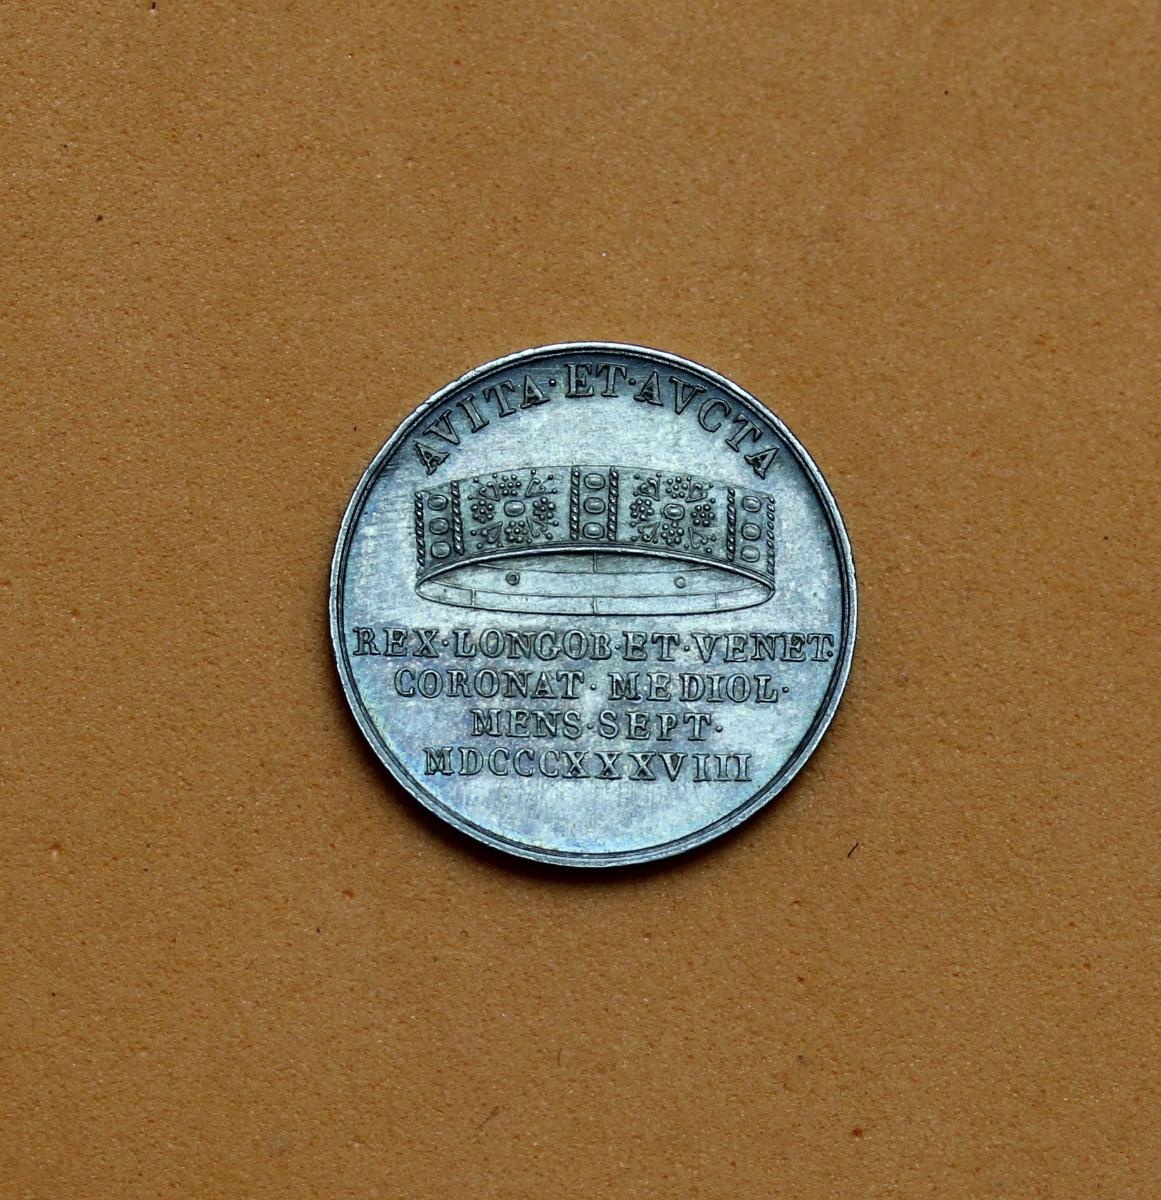 AVITA · ET · AVCTA
REX · LONGOB · ET · VENET.
CORONAT · MEDIOL ·
MENS · SEPT ·
MDCCCXXXVIII